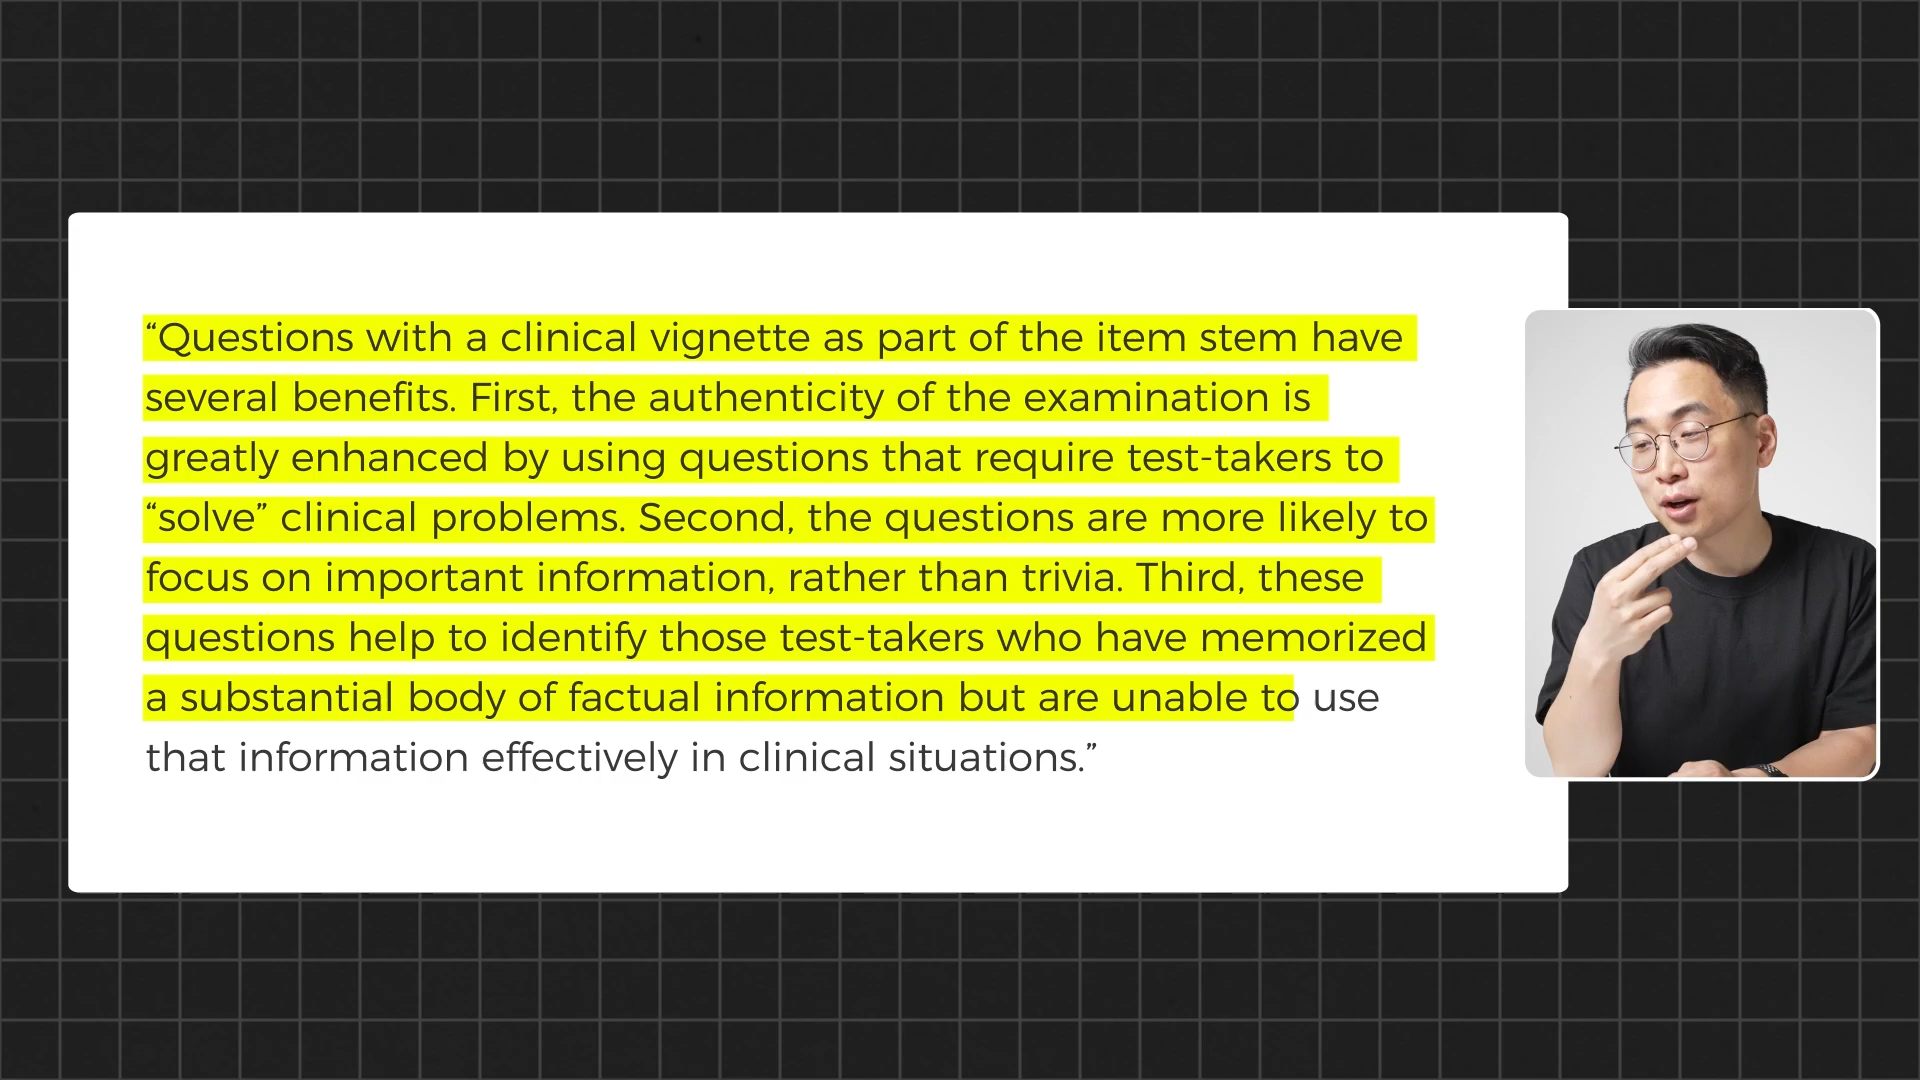 “Questions with a clinical vignette as part of the item stem have
several benefits. First, the authenticity of the examination is
greatly enhanced by using questions that require test-takers to
“solve” clinical problems. Second, the questions are more likely to
focus on important information, rather than trivia. Third, these
questions help to identify those test-takers who have memorized
a substantial body of factual information but are unable to use
that information effectively in clinical situations.”